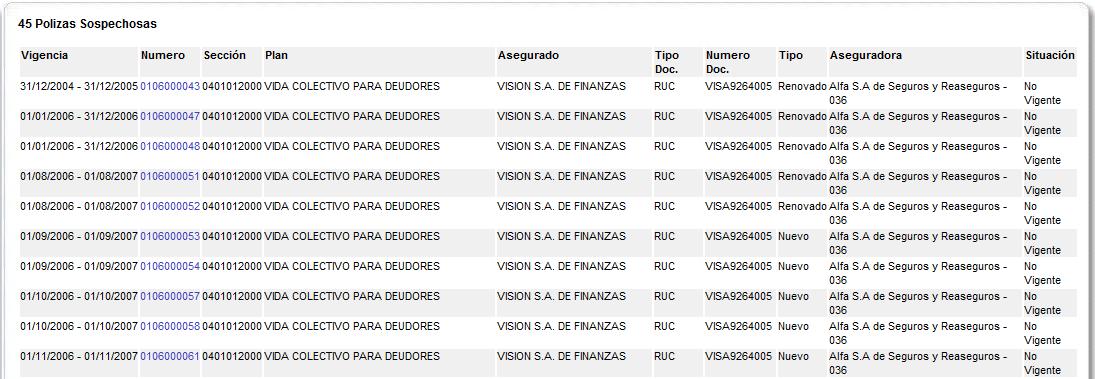 45 Polizas Sospechosas
Vigencia Numero Sección Plan Asegurado Tipo Numero Tipo Aseguradora Situación
Doc. Doc.
31/12/2004 - 31/12/2005 0106000043 0401012000 VIDA COLECTIVO PARA DEUDORES VISION S.A. DE FINANZAS RUC VISA9264005 Renovado Alfa S.A de Seguros y Reaseguros - No
036 Vigente
01/01/2006 - 31/12/2006 0106000047 0401012000 VIDA COLECTIVO PARA DEUDORES VISION S.A. DE FINANZAS RUC VISA9264005 Renovado Alfa S.A de Seguros y Reaseguros - No
036 Vigente
01/01/2006 - 31/12/2006 0106000048 0401012000 VIDA COLECTIVO PARA DEUDORES VISION S.A. DE FINANZAS RUC VISA9264005 Renovado Alfa S.A de Seguros y Reaseguros - No
036 Vigente
01/08/2006 - 01/08/2007 0106000051 0401012000 VIDA COLECTIVO PARA DEUDORES VISION S.A. DE FINANZAS RUC VISA9264005 Renovado Alfa S.A de Seguros y Reaseguros - No
036 Vigente
01/08/2006 - 01/08/2007 0106000052 0401012000 VIDA COLECTIVO PARA DEUDORES VISION S.A. DE FINANZAS RUC VISA9264005 Renovado Alfa S.A de Seguros y Reaseguros - No
036 Vigente
01/09/2006 - 01/09/2007 0106000053 0401012000 VIDA COLECTIVO PARA DEUDORES VISION S.A. DE FINANZAS RUC VISA9264005 Nuevo Alfa S.A de Seguros y Reaseguros - No
036 Vigente
01/09/2006 - 01/09/2007 0106000054 0401012000 VIDA COLECTIVO PARA DEUDORES VISION S.A. DE FINANZAS RUC VISA9264005 Nuevo Alfa S.A de Seguros y Reaseguros - No
036 Vigente
01/10/2006 - 01/10/2007 0106000057 0401012000 VIDA COLECTIVO PARA DEUDORES VISION S.A. DE FINANZAS RUC VISA9264005 Nuevo Alfa S.A de Seguros y Reaseguros - No
036 Vigente
01/10/2006 - 01/10/2007 0106000058 0401012000 VIDA COLECTIVO PARA DEUDORES VISION S.A. DE FINANZAS RUC VISA9264005 Nuevo Alfa S.A de Seguros y Reaseguros - No
036 Vigente
01/11/2006 - 01/11/2007 0106000061 0401012000 VIDA COLECTIVO PARA DEUDORES VISION S.A. DE FINANZAS RUC VISA9264005 Nuevo Alfa S.A de Seguros y Reaseguros - No
036 Vigente